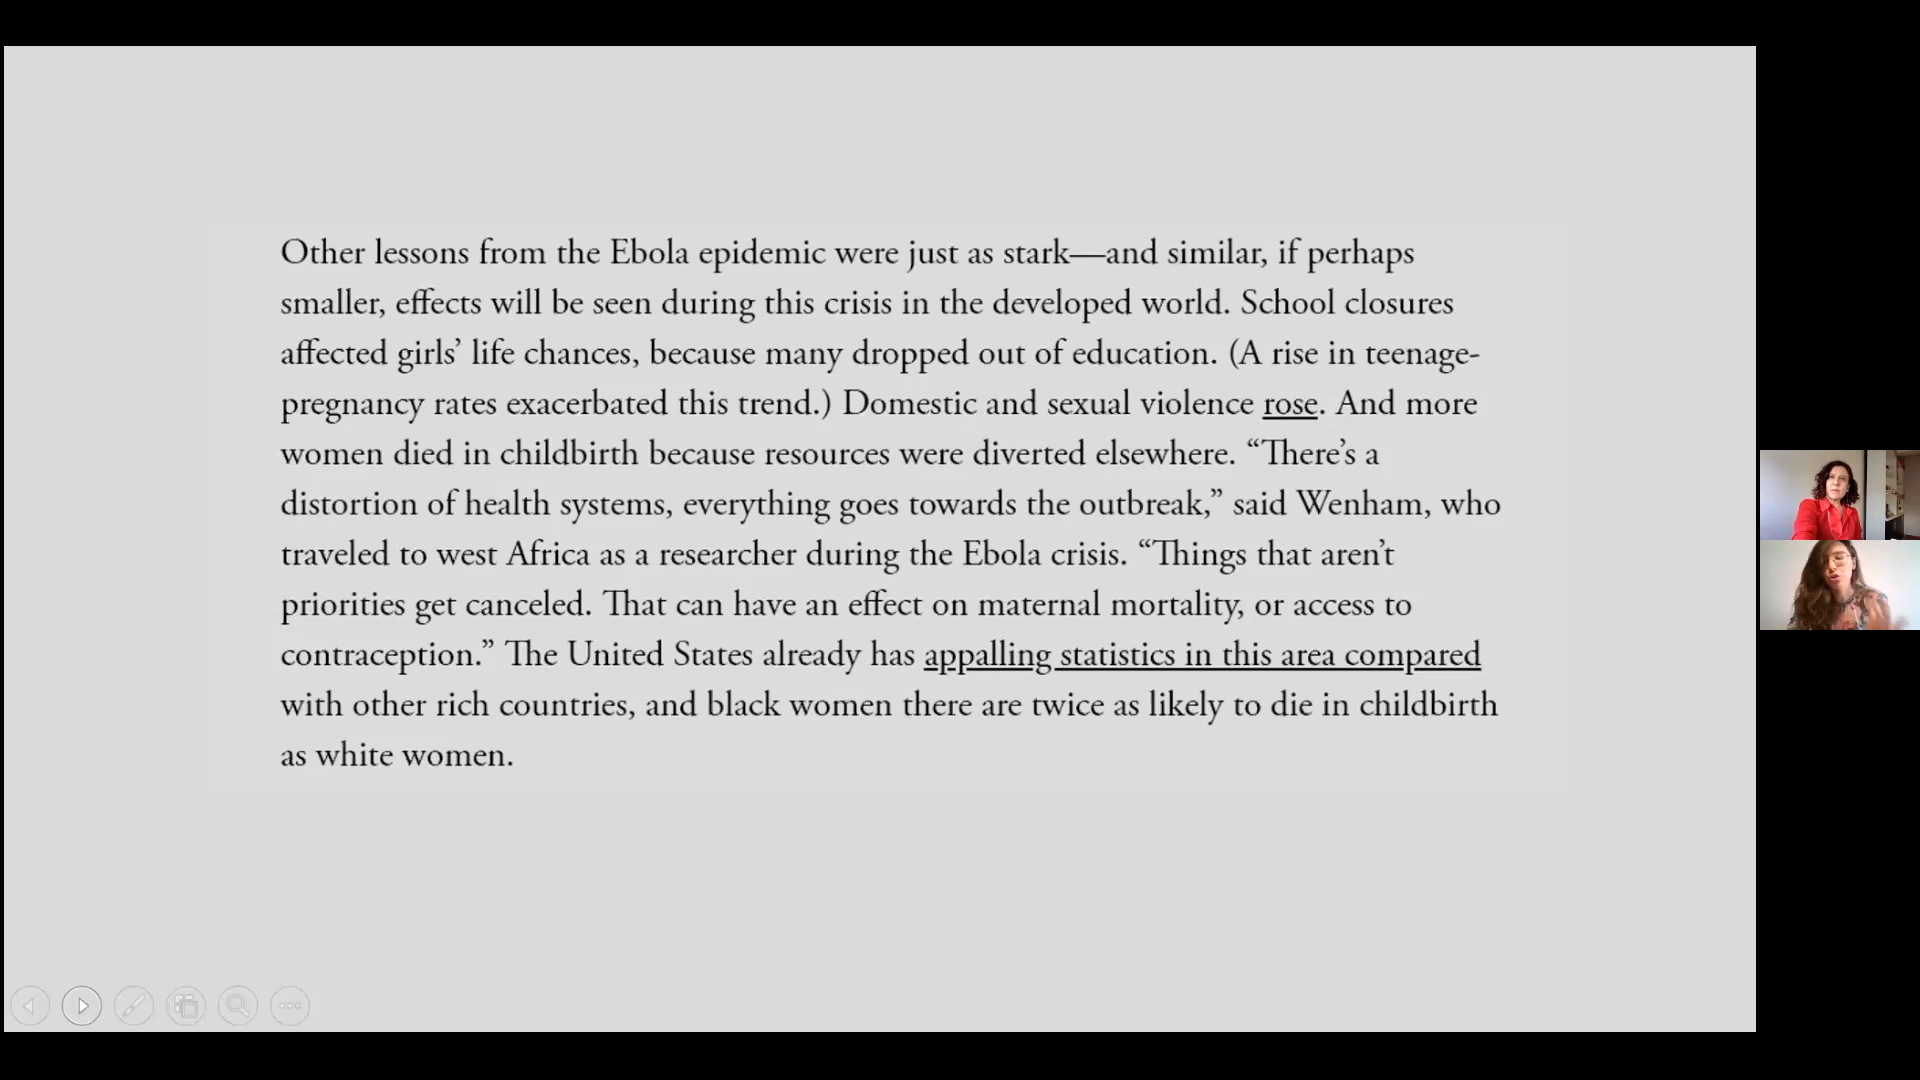 Other lessons from the Ebola epidemic were just as stark—and similar, if perhaps
smaller, effects will be seen during this crisis in the developed world. School closures
affected girls’ life chances, because many dropped out of education. (A rise in teenage-
pregnancy rates exacerbated this trend.) Domestic and sexual violence rose. And more
women died in childbirth because resources were diverted elsewhere. “There’s a
distortion of health systems, everything goes towards the outbreak,” said Wenham, who
traveled to west Africa as a researcher during the Ebola crisis. “Things that aren’t
priorities get canceled. That can have an effect on maternal mortality, or access to
contraception.” The United States already has appalling statistics in this area compared
with other rich countries, and black women there are twice as likely to die in childbirth
as white women.